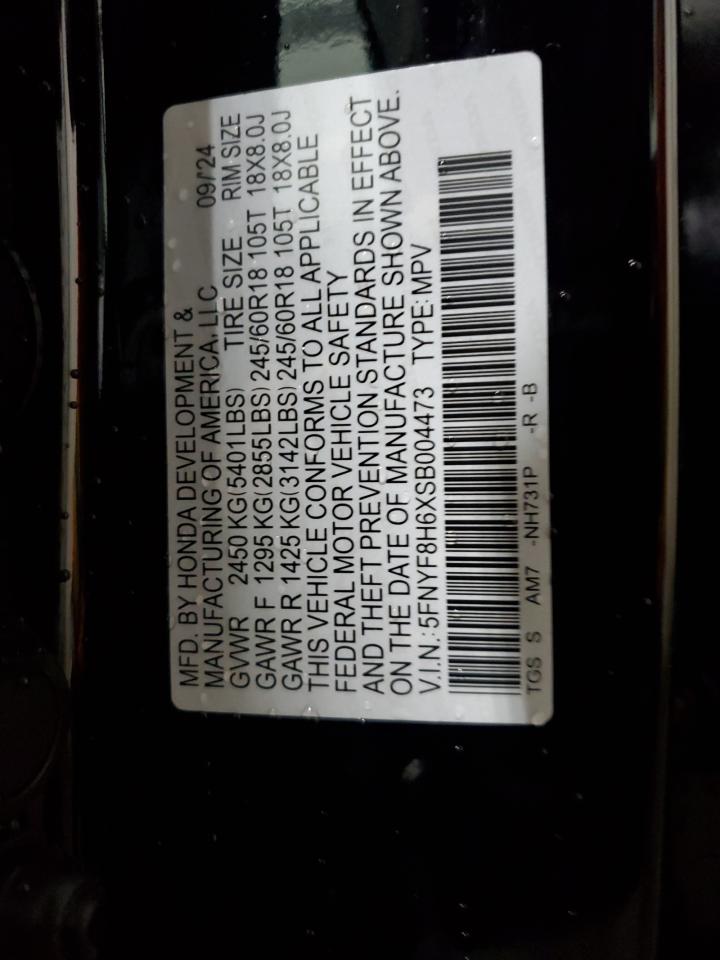 MFD. BY HONDA DEVELOPMENT &
MANUFACTURING OF AMERICA, LLC 09/'24
GVWR 2450 KG(5401LBS) TIRE SIZE RIM SIZE
GAWR F 1295 KG(2855LBS) 245/60R18 105T 18X8.0J
GAWR R 1425 KG(3142LBS) 245/60R18 105T 18X8.0J
THIS VEHICLE CONFORMS TO ALL APPLICABLE
FEDERAL MOTOR VEHICLE SAFETY
AND THEFT PREVENTION STANDARDS IN EFFECT
ON THE DATE OF MANUFACTURE SHOWN ABOVE.
V.I.N.: 5FNYF8H6XSB004473 TYPE: MPV
TGS S AM7 -NH731P -R -B